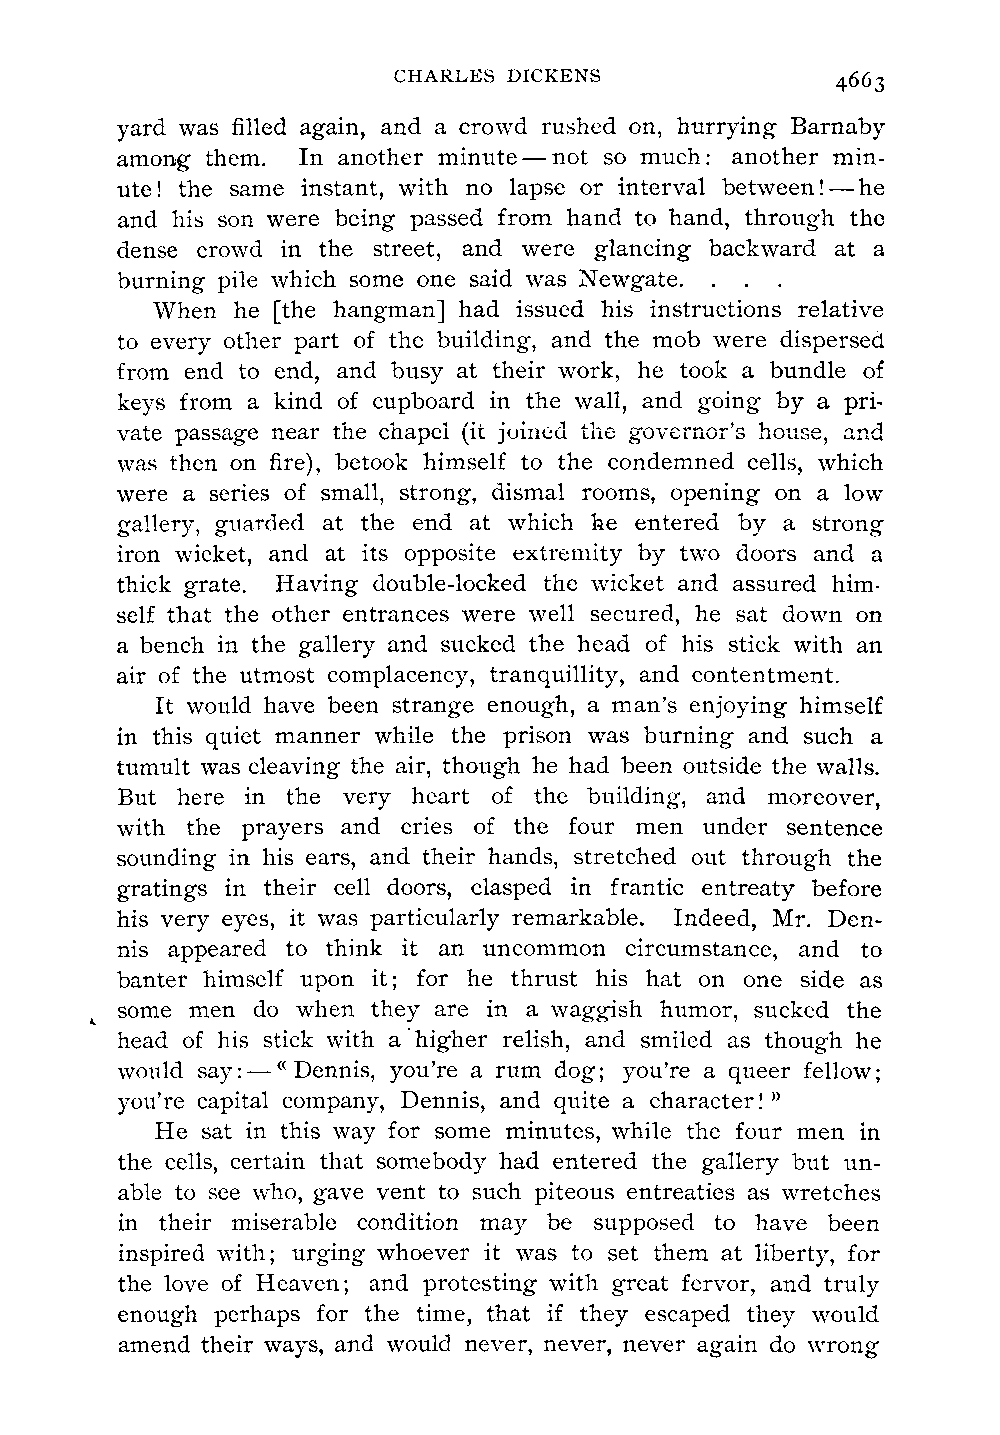 CHARLES DICKENS
4663
yard was filled again, and a crowd rushed on, hurrying Barnaby
among them. In another minute — not so much: another min-
ute! the same instant, with no lapse or interval between! — he
and his son were being passed from hand to hand, through the
dense crowd in the street, and were glancing backward at a
burning pile which some one said was Newgate. . . .
When he [the hangman] had issued his instructions relative
to every other part of the building, and the mob were dispersed
from end to end, and busy at their work, he took a bundle of
keys from a kind of cupboard in the wall, and going by a pri-
vate passage near the chapel (it joined the governor's house, and
was then on fire), betook himself to the condemned cells, which
were a series of small, strong, dismal rooms, opening on a low
gallery, guarded at the end at which he entered by a strong
iron wicket, and at its opposite extremity by two doors and a
thick grate. Having double-locked the wicket and assured him-
self that the other entrances were well secured, he sat down on
a bench in the gallery and sucked the head of his stick with an
air of the utmost complacency, tranquillity, and contentment.
It would have been strange enough, a man's enjoying himself
in this quiet manner while the prison was burning and such a
tumult was cleaving the air, though he had been outside the walls.
But here in the very heart of the building, and moreover,
with the prayers and cries of the four men under sentence
sounding in his ears, and their hands, stretched out through the
gratings in their cell doors, clasped in frantic entreaty before
his very eyes, it was particularly remarkable. Indeed, Mr. Den-
nis appeared to think it an uncommon circumstance, and to
banter himself upon it; for he thrust his hat on one side as
some men do when they are in a waggish humor, sucked the
head of his stick with a higher relish, and smiled as though he
would say: — « Dennis, you're a rum dog; you're a queer fellow;
you're capital company, Dennis, and quite a character! »
He sat in this way for some minutes, while the four men in
the cells, certain that somebody had entered the gallery but un-
able to see who, gave vent to such piteous entreaties as wretches
in their miserable condition may be supposed to have been
inspired with; urging whoever it was to set them at liberty, for
the love of Heaven; and protesting with great fervor, and truly
enough perhaps for the time, that if they escaped they would
amend their ways, and would never, never, never again do wrong